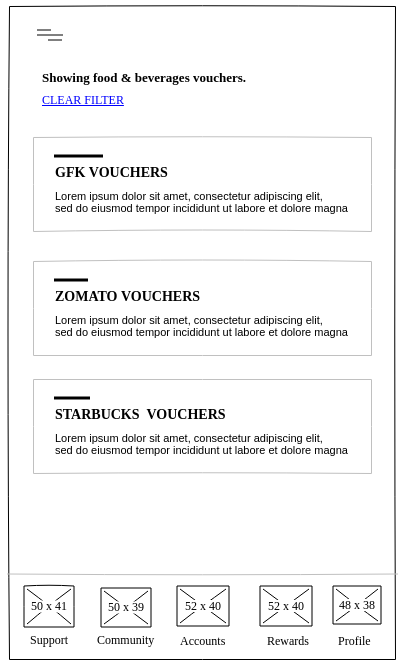 Showing food & beverages vouchers.
CLEAR FILTER
GFK VOUCHERS
Lorem ipsum dolor sit amet, consectetur adipiscing elit,
sed do eiusmod tempor incididunt ut labore et dolore magna
ZOMATO VOUCHERS
Lorem ipsum dolor sit amet, consectetur adipiscing elit,
sed do eiusmod tempor incididunt ut labore et dolore magna
STARBUCKS  VOUCHERS
Lorem ipsum dolor sit amet, consectetur adipiscing elit,
sed do eiusmod tempor incididunt ut labore et dolore magna
50 x 41 50 x 39 52 x 40 52 x 40 48 x 38
Support Community Accounts Rewards Profile